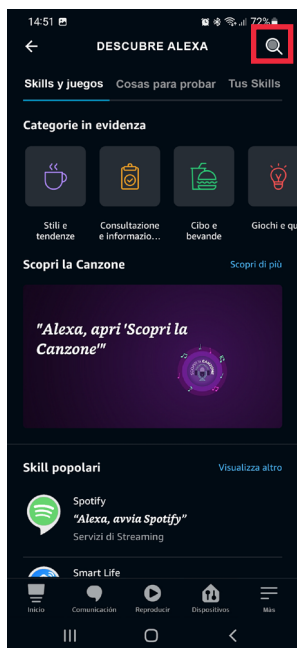 14:51 72%
DESCUBRE ALEXA
Skills y juegos Cosas para probar Tus Skills
Categorie in evidenza
Stili e
tendenze
Consultazione
e informazio...
Cibo e
bevande
Giochi e qu
Scopri la Canzone Scopri di più
"Alexa, apri 'Scopri la
Canzone'"
Skill popolari Visualizza altro
Spotify
"Alexa, avvia Spotify"
Servizi di Streaming
Smart Life
Inicio Comunicación Reproducir Dispositivos Más